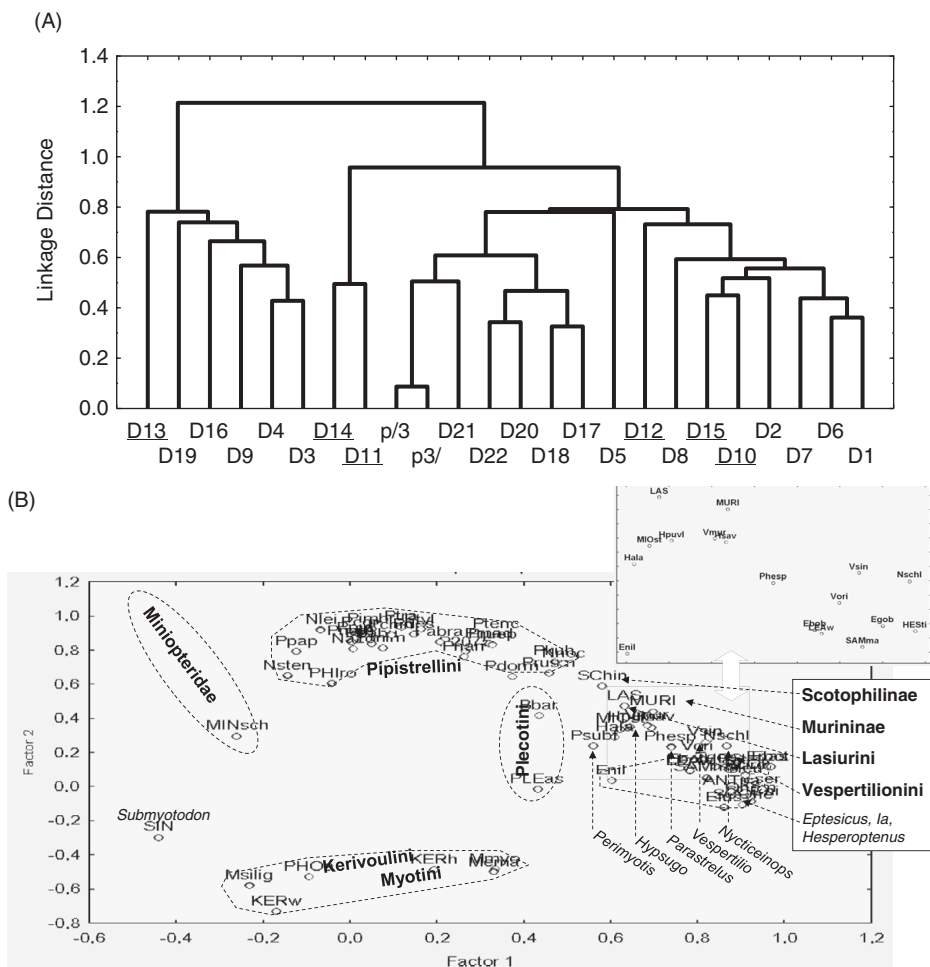 (A)
1.4
1.2
1.0
0.8
0.6
0.4
0.2
0.0
Linkage Distance
D13 D16 D4 D14 p/3 D21 D20 D17 D12 D15 D2 D6
D19 D9 D3 D11 p3/ D22 D18 D5 D8 D10 D7 D1
(B)
LAS
MURI
Hpuvl
Vmur
Hsav
MIOst
Hala
Phesp
Vsin
Nschl
Vori
Egob
HESti
SAMma
Enil
1.2
1.0
0.8
0.6
0.4
0.2
0.0
-0.2
-0.4
-0.6
-0.8
Factor 2
Miniopteridae
MINsch
Ppap
Nsten
PHIro
Pipistrellini
Ptenc
Pdorm
SChin
LAS
MURI
Bbar
Plecotini
PLEas
Psubf
Hala
Phesp
Vsin
Vori
Nschl
Enil
Submyotodon
SIN
Msilig
PHO
Kerivoulini
KERh
Myotini
KERw
Perimyotis
Hypsugo
Parastrelus
Vespertilio
Nycticeinops
Scotophilinae
Murininae
Lasiurini
Vespertilionini
Eptesicus, Ia,
Hesperoptenus
-0.6 -0.4 -0.2 0.0 0.2 0.4 0.6 0.8 1.0 1.2
Factor 1